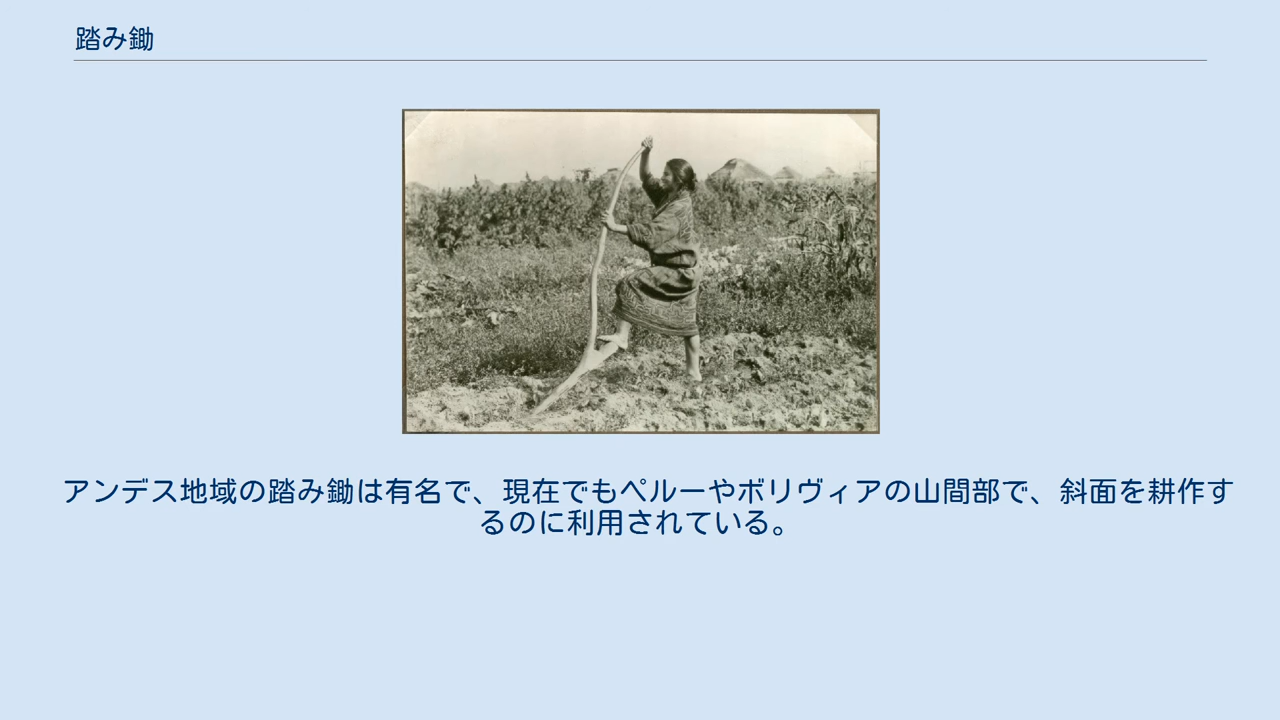 踏み鋤
アンデス地域の踏み鋤は有名で、現在でもペルーやボリヴィアの山間部で、斜面を耕作す
るのに利用されている。